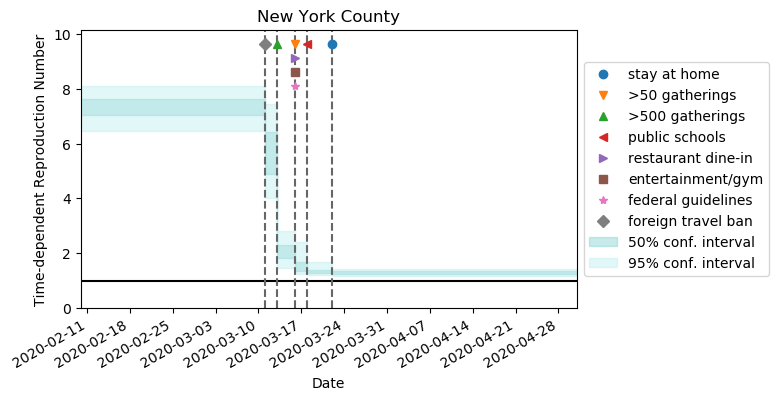 New York County
Time-dependent Reproduction Number
10
8
6
4
2
0
2020-02-11
2020-02-18
2020-02-25
2020-03-03
2020-03-10
2020-03-17
2020-03-24
2020-03-31
2020-04-07
2020-04-14
2020-04-21
2020-04-28
Date
stay at home
>50 gatherings
>500 gatherings
public schools
restaurant dine-in
entertainment/gym
federal guidelines
foreign travel ban
50% conf. interval
95% conf. interval